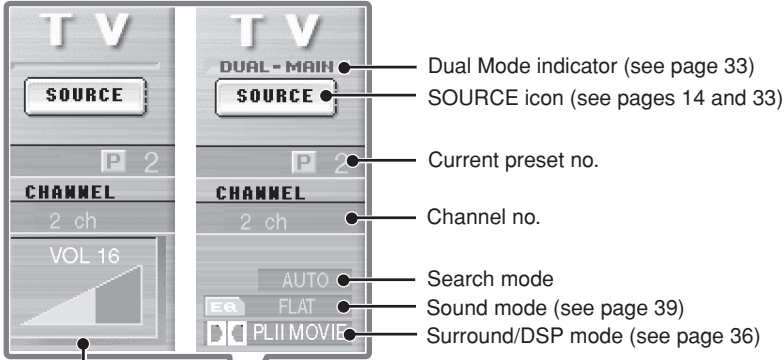 TV
SOURCE
P 2
CHANNEL
2 ch
VOL 16
TV
DUAL - MAIN
SOURCE
P 2
CHANNEL
2 ch
AUTO
EQ FLAT
PLII MOVIE
Dual Mode indicator (see page 33)
SOURCE icon (see pages 14 and 33)
Current preset no.
Channel no.
Search mode
Sound mode (see page 39)
Surround/DSP mode (see page 36)